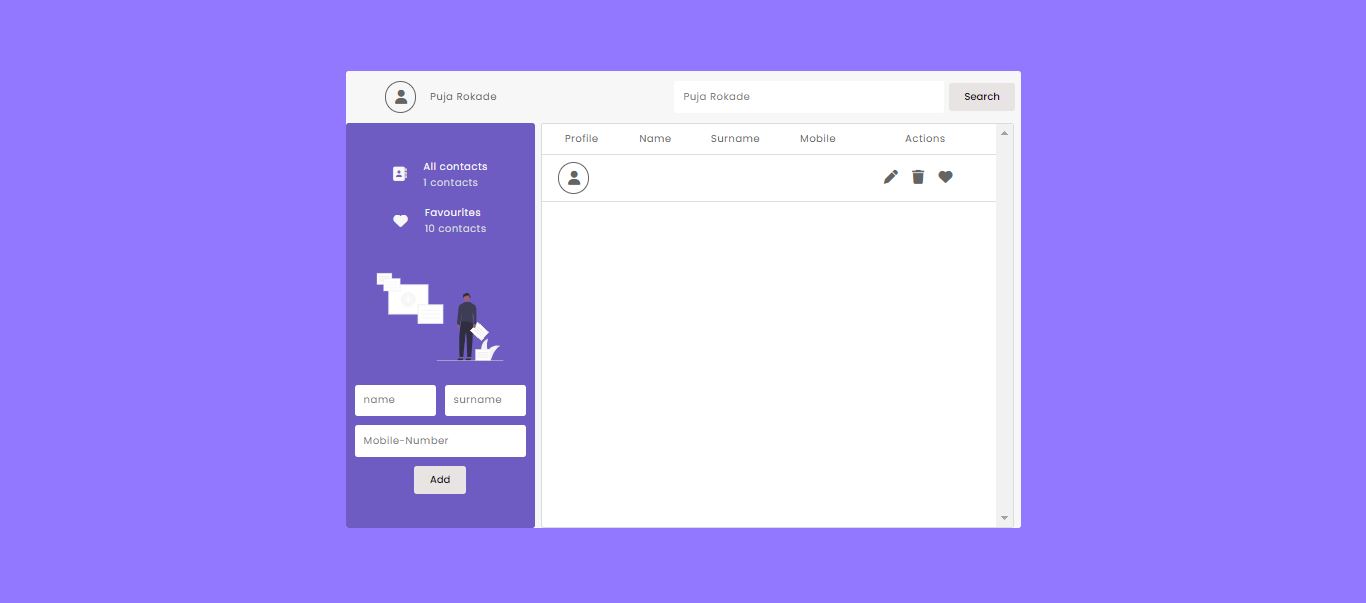 Puja Rokade
Puja Rokade
Search
All contacts
1 contacts
Favourites
10 contacts
name
surname
Mobile-Number
Add
Profile Name Surname Mobile Actions